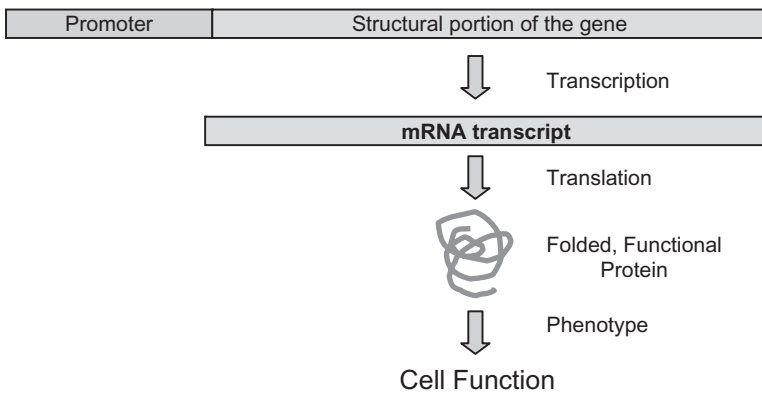 Promoter
Structural portion of the gene
Transcription
mRNA transcript
Translation
Folded, Functional
Protein
Phenotype
Cell Function